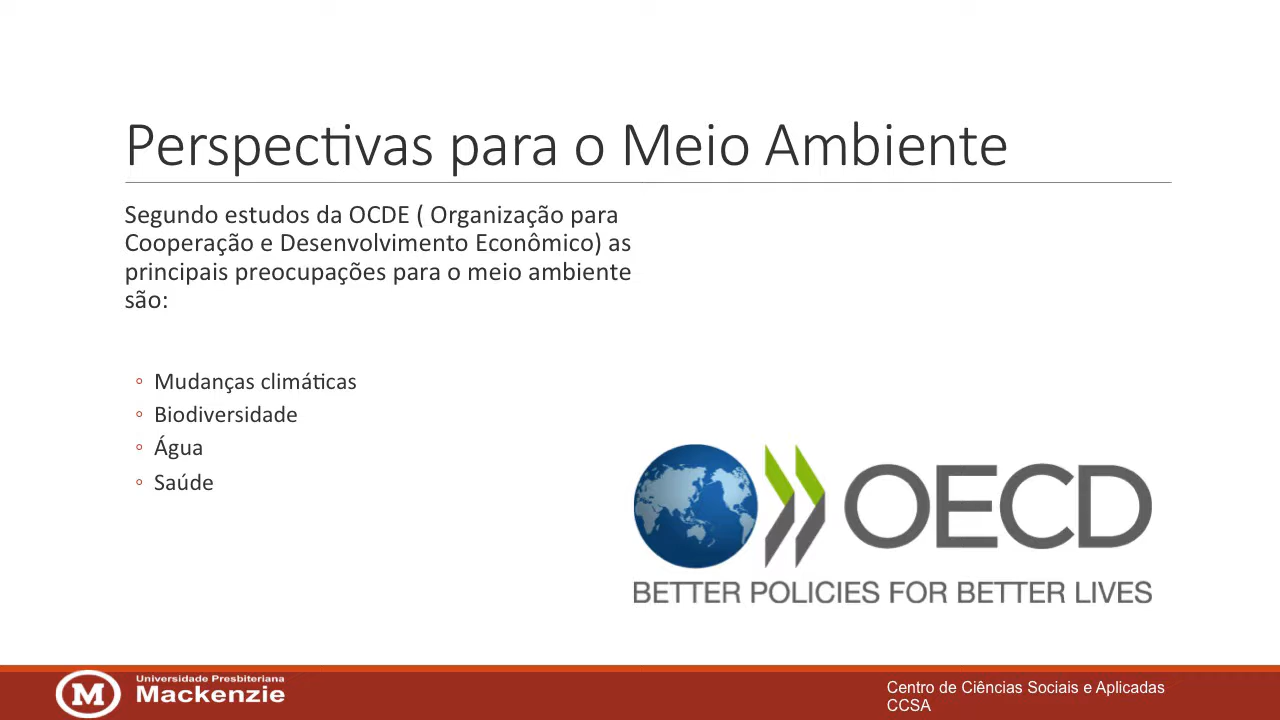 Perspectivas para o Meio Ambiente
Segundo estudos da OCDE ( Organização para
Cooperação e Desenvolvimento Econômico) as
principais preocupações para o meio ambiente
são:
◦ Mudanças climáticas
◦ Biodiversidade
◦ Água
◦ Saúde
OECD
BETTER POLICIES FOR BETTER LIVES
M
Universidade Presbiteriana
Mackenzie
Centro de Ciências Sociais e Aplicadas
CCSA